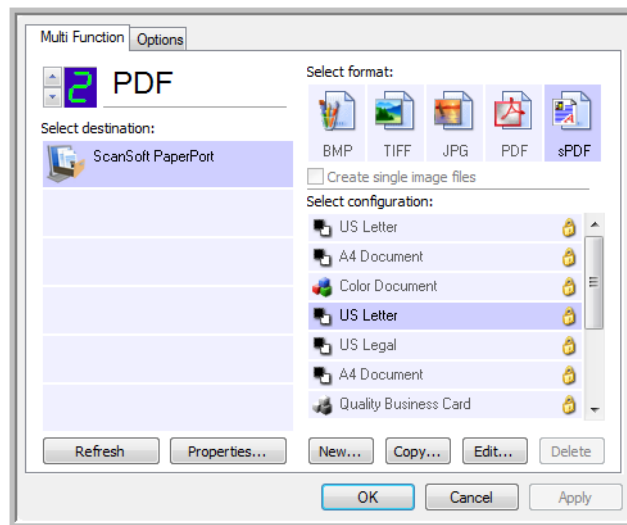 Multi Function Options
2 PDF
Select destination:
ScanSoft PaperPort
Select format:
BMP TIFF JPG PDF sPDF
Create single image files
Select configuration:
US Letter
A4 Document
Color Document
US Letter
US Legal
A4 Document
Quality Business Card
Refresh Properties... New... Copy... Edit... Delete
OK Cancel Apply